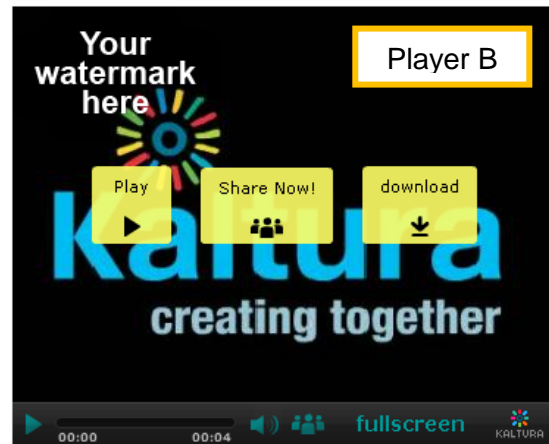 Your
watermark
here
Player B
Play
Share Now!
download
Kaltura
creating together
00:00
00:04
fullscreen
KALTURA